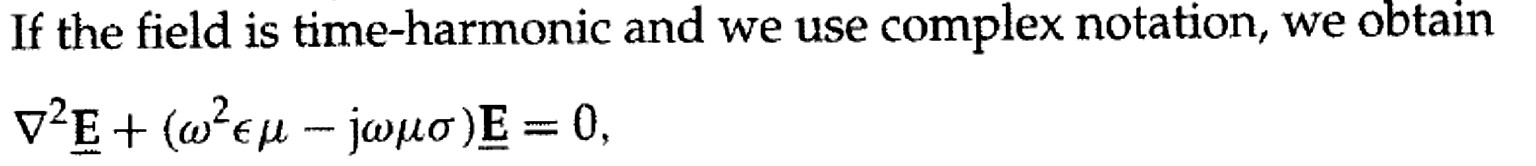 If the field is time-harmonic and we use complex notation, we obtain
∇²E̲ + (ω²ϵμ − jωμσ)E̲ = 0,